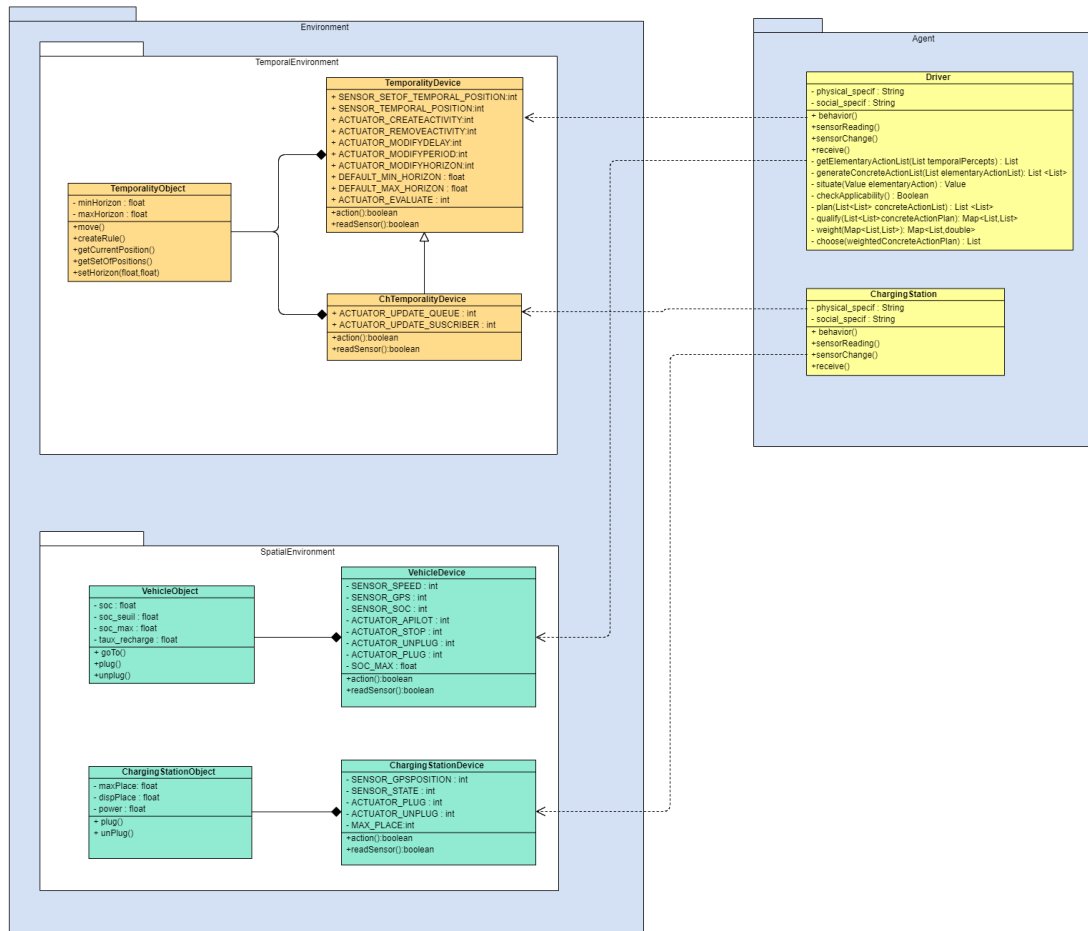 Environment
TemporalEnvironment
TemporalityDevice
+ SENSOR_SETOF_TEMPORAL_POSITION:int
+ SENSOR_TEMPORAL_POSITION:int
+ ACTUATOR_CREATEACTIVITY:int
+ ACTUATOR_REMOVEACTIVITY:int
+ ACTUATOR_MODIFYDELAY:int
+ ACTUATOR_MODIFYPERIOD:int
+ ACTUATOR_MODIFYHORIZON:int
+ DEFAULT_MIN_HORIZON : float
+ DEFAULT_MAX_HORIZON : float
+ ACTUATOR_EVALUATE : int
+action():boolean
+readSensor():boolean
TemporalityObject
- minHorizon : float
- maxHorizon : float
+move()
+createRule()
+getCurrentPosition()
+getSetOfPositions()
+setHorizon(float,float)
ChTemporalityDevice
+ ACTUATOR_UPDATE_QUEUE : int
+ ACTUATOR_UPDATE_SUSCRIBER : int
+action():boolean
+readSensor():boolean
Agent
Driver
- physical_specif : String
- social_specif : String
+ behavior()
+sensorReading()
+sensorChange()
+receive()
- getElementaryActionList(List temporalPercepts) : List
- generateConcreteActionList(List elementaryActionList): List <List>
- situate(Value elementaryAction) : Value
- checkApplicability() : Boolean
- plan(List<List> concreteActionList) : List <List>
- qualify(List<List>concreteActionPlan): Map<List,List>
- weight(Map<List,List>): Map<List,double>
- choose(weightedConcreteActionPlan) : List
ChargingStation
- physical_specif : String
- social_specif : String
+ behavior()
+sensorReading()
+sensorChange()
+receive()
SpatialEnvironment
VehicleObject
- soc : float
- soc_seuil : float
- soc_max : float
- taux_recharge : float
+ goTo()
+plug()
+unplug()
VehicleDevice
- SENSOR_SPEED : int
- SENSOR_GPS : int
- SENSOR_SOC : int
- ACTUATOR_APILOT : int
- ACTUATOR_STOP : int
- ACTUATOR_UNPLUG : int
- ACTUATOR_PLUG : int
- SOC_MAX : float
+action():boolean
+readSensor():boolean
ChargingStationObject
- maxPlace: float
- dispPlace : float
- power : float
+ plug()
+ unPlug()
ChargingStationDevice
- SENSOR_GPSPOSITION : int
- SENSOR_STATE : int
- ACTUATOR_PLUG : int
- ACTUATOR_UNPLUG : int
- MAX_PLACE:int
+action():boolean
+readSensor():boolean